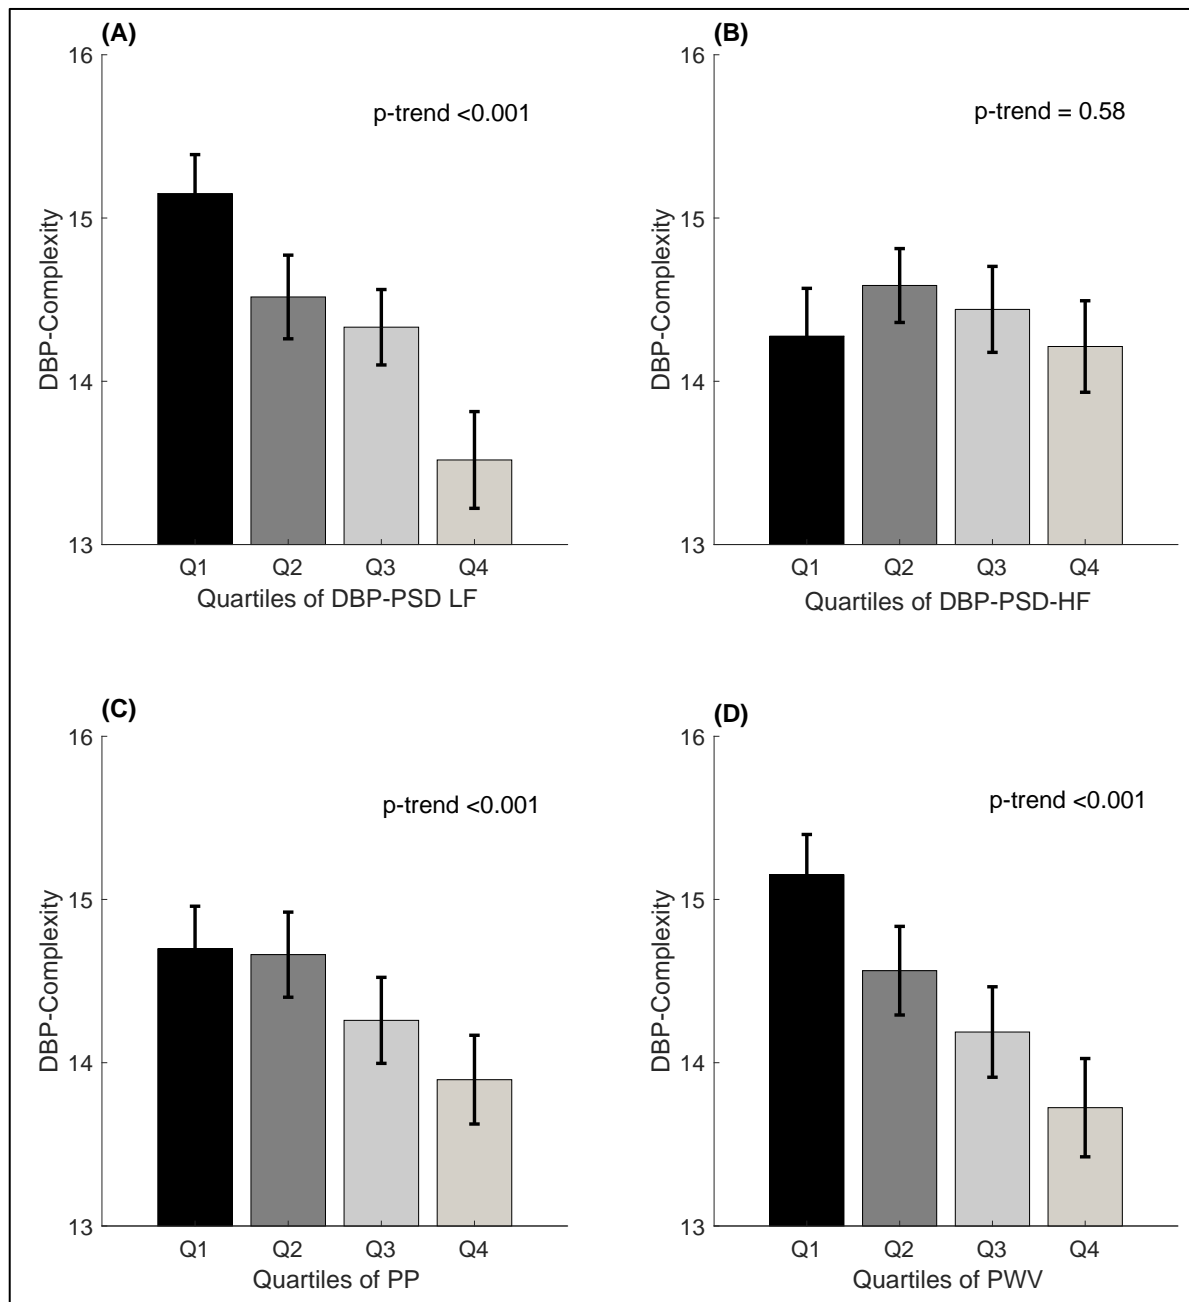 (A)
16
15
14
13
DBP-Complexity
p-trend <0.001
Q1 Q2 Q3 Q4
Quartiles of DBP-PSD LF
(B)
16
15
14
13
DBP-Complexity
p-trend = 0.58
Q1 Q2 Q3 Q4
Quartiles of DBP-PSD-HF
(C)
16
15
14
13
DBP-Complexity
p-trend <0.001
Q1 Q2 Q3 Q4
Quartiles of PP
(D)
16
15
14
13
DBP-Complexity
p-trend <0.001
Q1 Q2 Q3 Q4
Quartiles of PWV